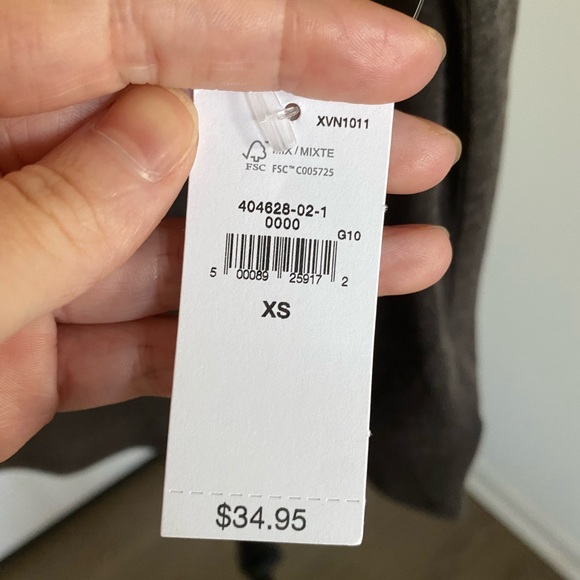 XVN1011
MIX/MIXTE
FSC FSC™ C005725
404628-02-1
0000
G10
5 00089 25917 2
XS
$34.95